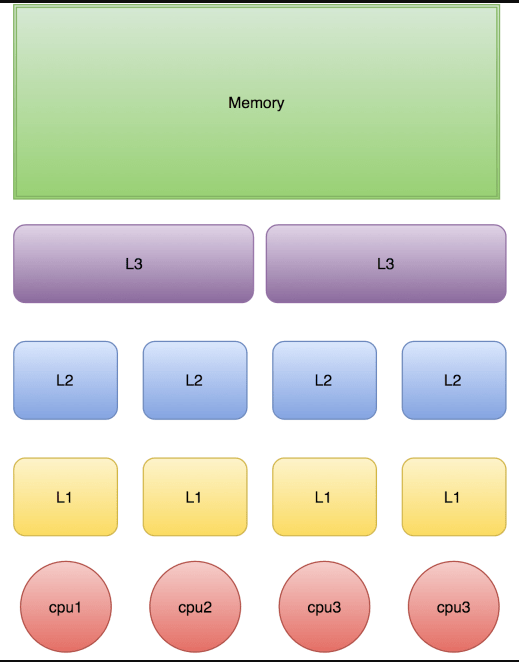 Memory
L3 L3
L2 L2 L2 L2
L1 L1 L1 L1
cpu1 cpu2 cpu3 cpu3